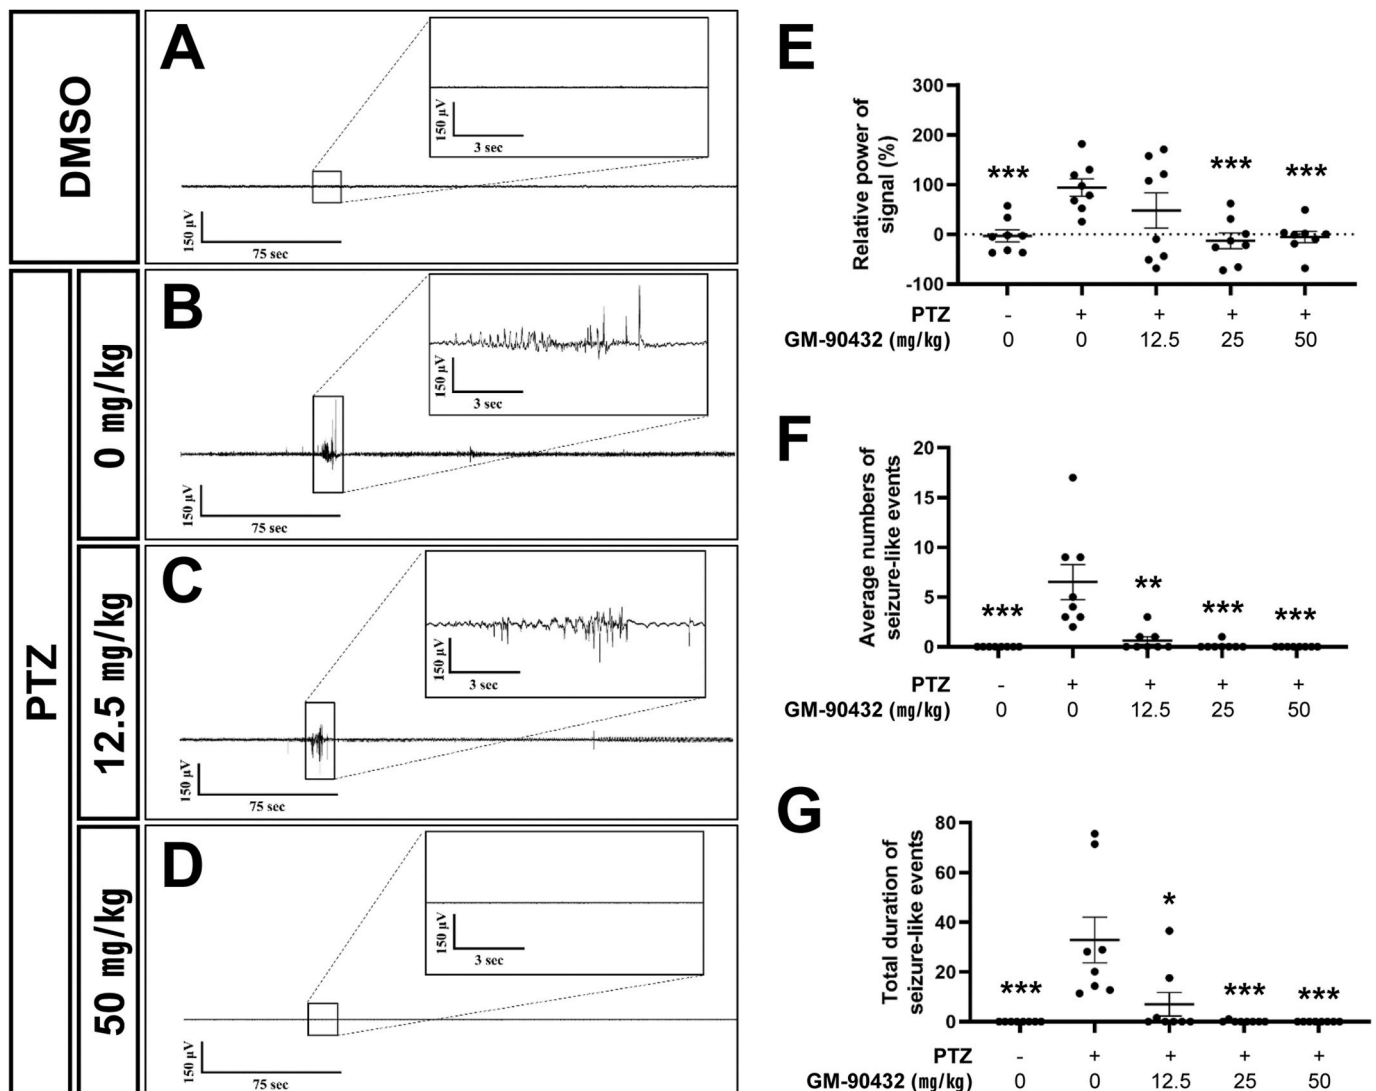 DMSO
PTZ
0 mg/kg
12.5 mg/kg
50 mg/kg
A
150 µV
3 sec
150 µV
75 sec
B
150 µV
3 sec
150 µV
75 sec
C
150 µV
3 sec
150 µV
75 sec
D
150 µV
3 sec
150 µV
75 sec
E
Relative power of
signal (%)
300
200
100
0
-100
*** *** ***
PTZ - + + + +
GM-90432 (mg/kg) 0 0 12.5 25 50
F
Average numbers of
seizure-like events
20
15
10
5
0
*** ** *** ***
PTZ - + + + +
GM-90432 (mg/kg) 0 0 12.5 25 50
G
Total duration of
seizure-like events
80
60
40
20
0
*** * *** ***
PTZ - + + + +
GM-90432 (mg/kg) 0 0 12.5 25 50